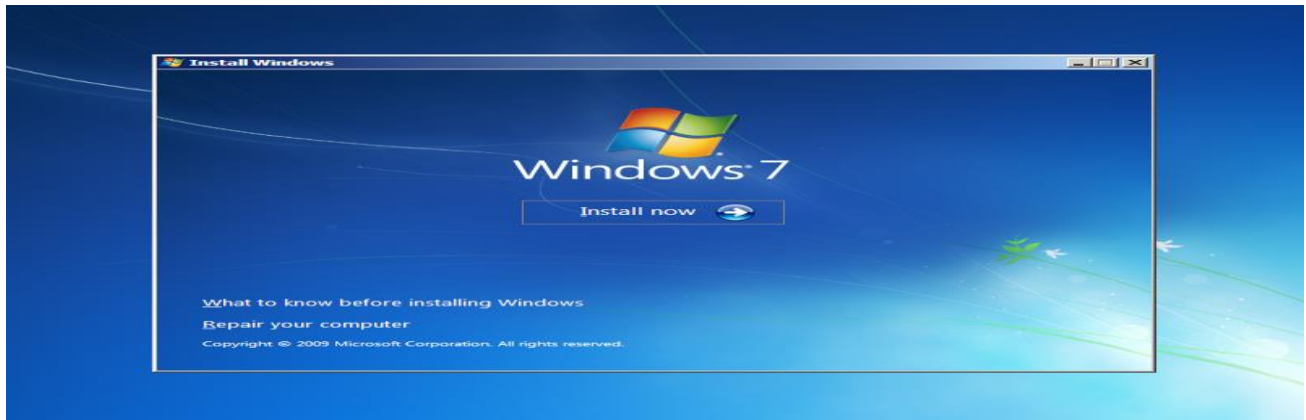 Install Windows
Windows® 7
Install now
What to know before installing Windows
Repair your computer
Copyright © 2009 Microsoft Corporation. All rights reserved.